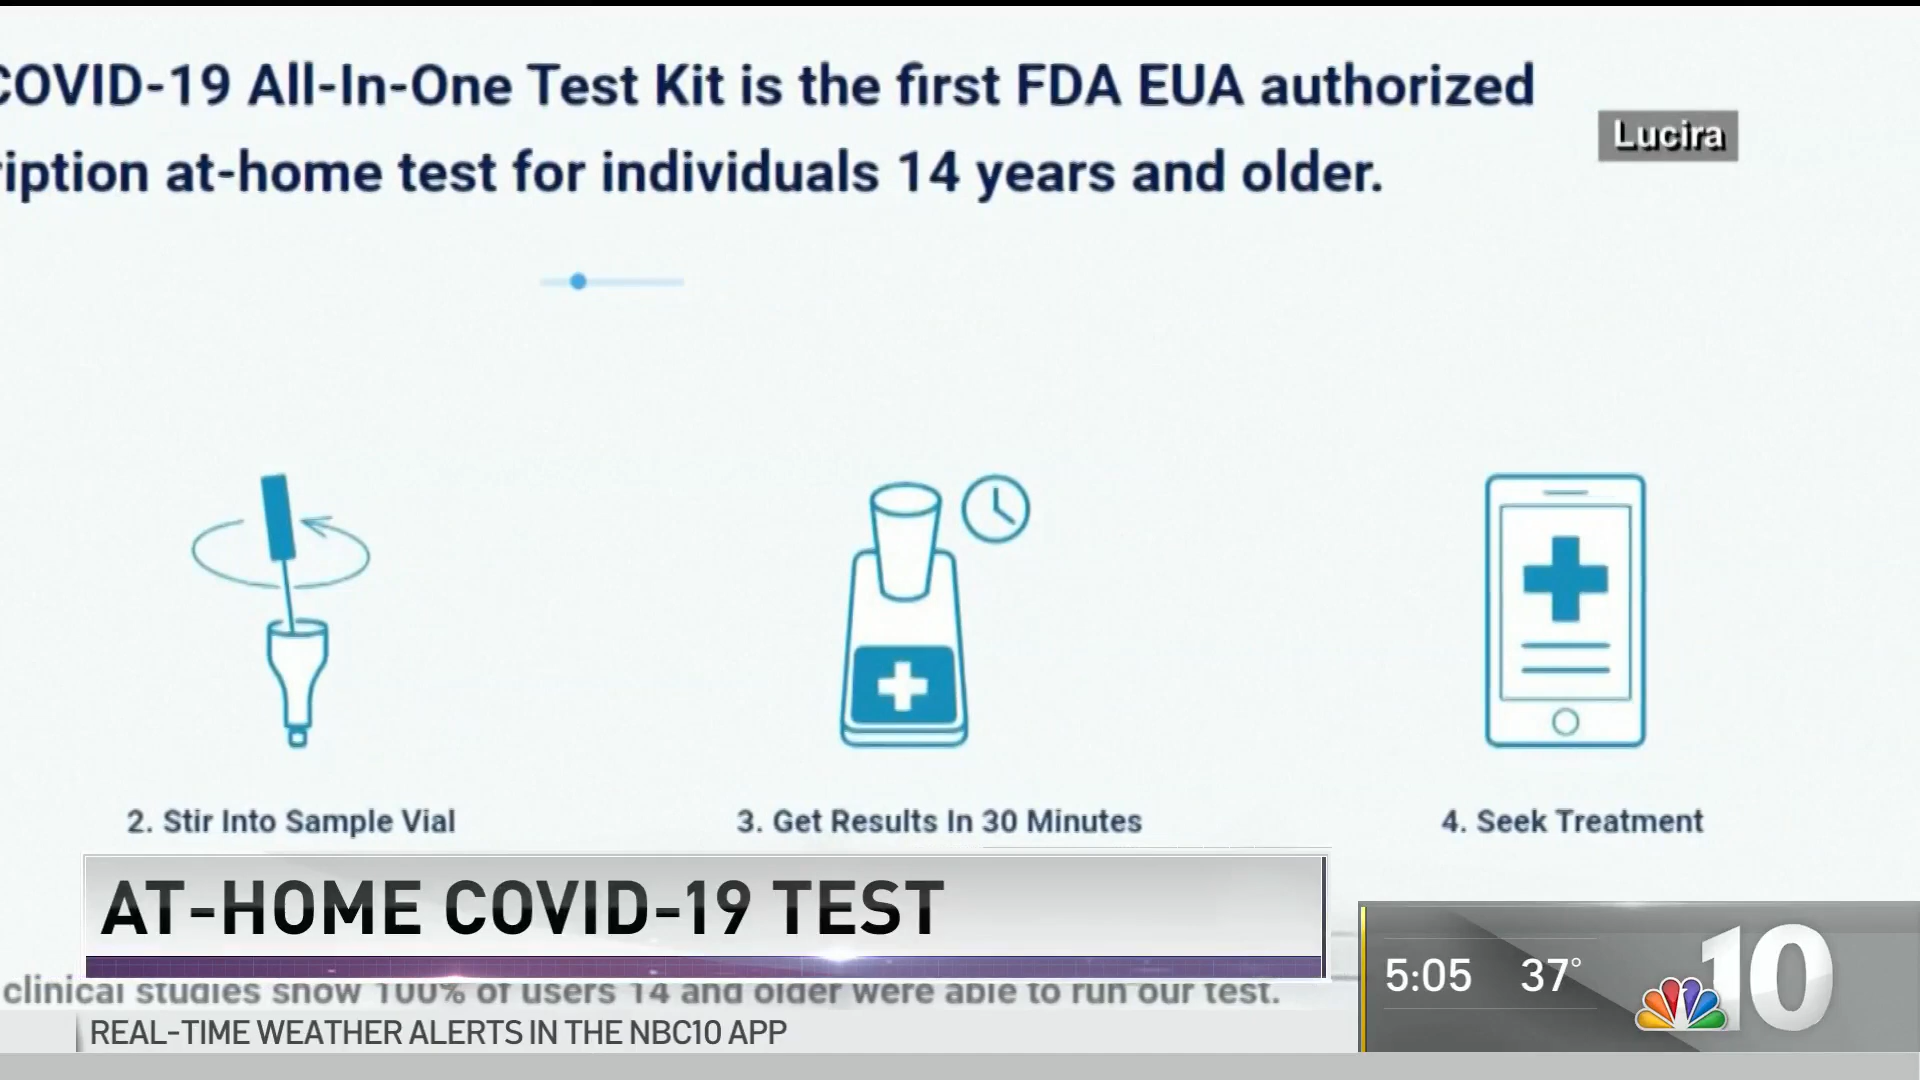 COVID-19 All-In-One Test Kit is the first FDA EUA authorized
ription at-home test for individuals 14 years and older.
Lucira
2. Stir Into Sample Vial
3. Get Results In 30 Minutes
4. Seek Treatment
AT-HOME COVID-19 TEST
clinical studies show 100% of users 14 and older were able to run our test.
REAL-TIME WEATHER ALERTS IN THE NBC10 APP
5:05 37°
10